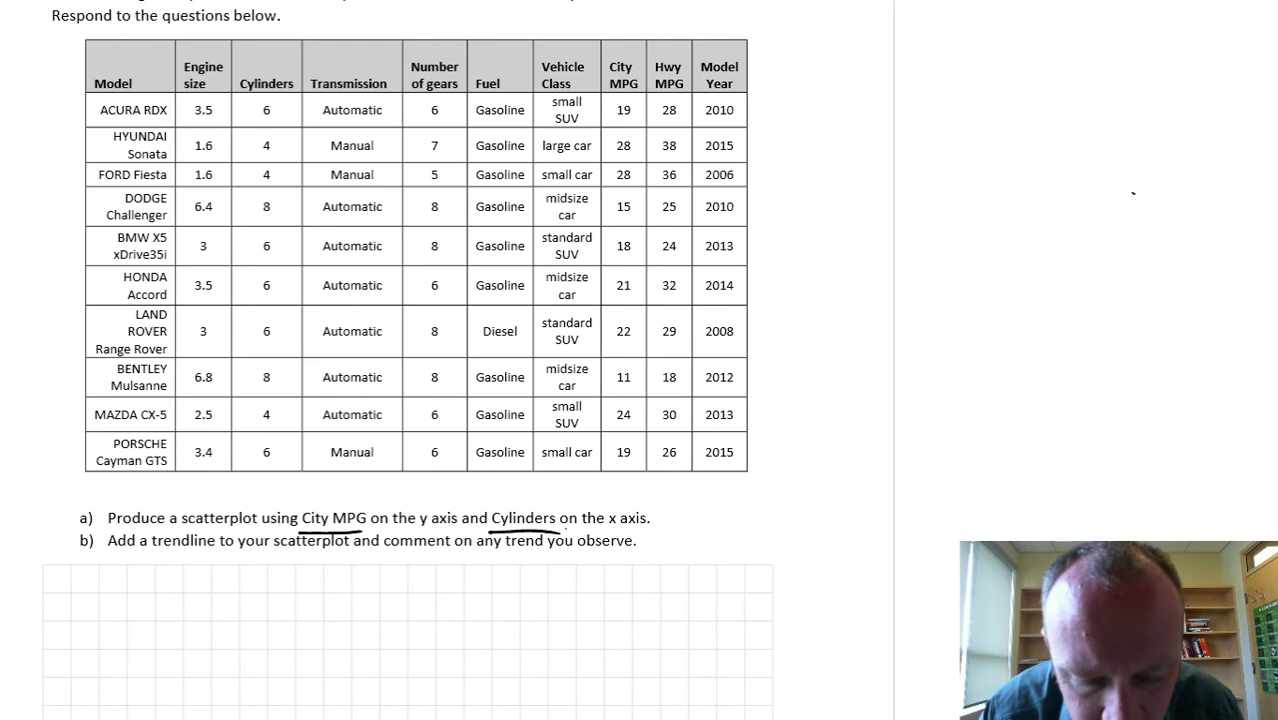 Respond to the questions below.
Model Engine size Cylinders Transmission Number of gears Fuel Vehicle Class City MPG Hwy MPG Model Year
ACURA RDX 3.5 6 Automatic 6 Gasoline small SUV 19 28 2010
HYUNDAI Sonata 1.6 4 Manual 7 Gasoline large car 28 38 2015
FORD Fiesta 1.6 4 Manual 5 Gasoline small car 28 36 2006
DODGE Challenger 6.4 8 Automatic 8 Gasoline midsize car 15 25 2010
BMW X5 xDrive35i 3 6 Automatic 8 Gasoline standard SUV 18 24 2013
HONDA Accord 3.5 6 Automatic 6 Gasoline midsize car 21 32 2014
LAND ROVER Range Rover 3 6 Automatic 8 Diesel standard SUV 22 29 2008
BENTLEY Mulsanne 6.8 8 Automatic 8 Gasoline midsize car 11 18 2012
MAZDA CX-5 2.5 4 Automatic 6 Gasoline small SUV 24 30 2013
PORSCHE Cayman GTS 3.4 6 Manual 6 Gasoline small car 19 26 2015
a) Produce a scatterplot using City MPG on the y axis and Cylinders on the x axis.
b) Add a trendline to your scatterplot and comment on any trend you observe.